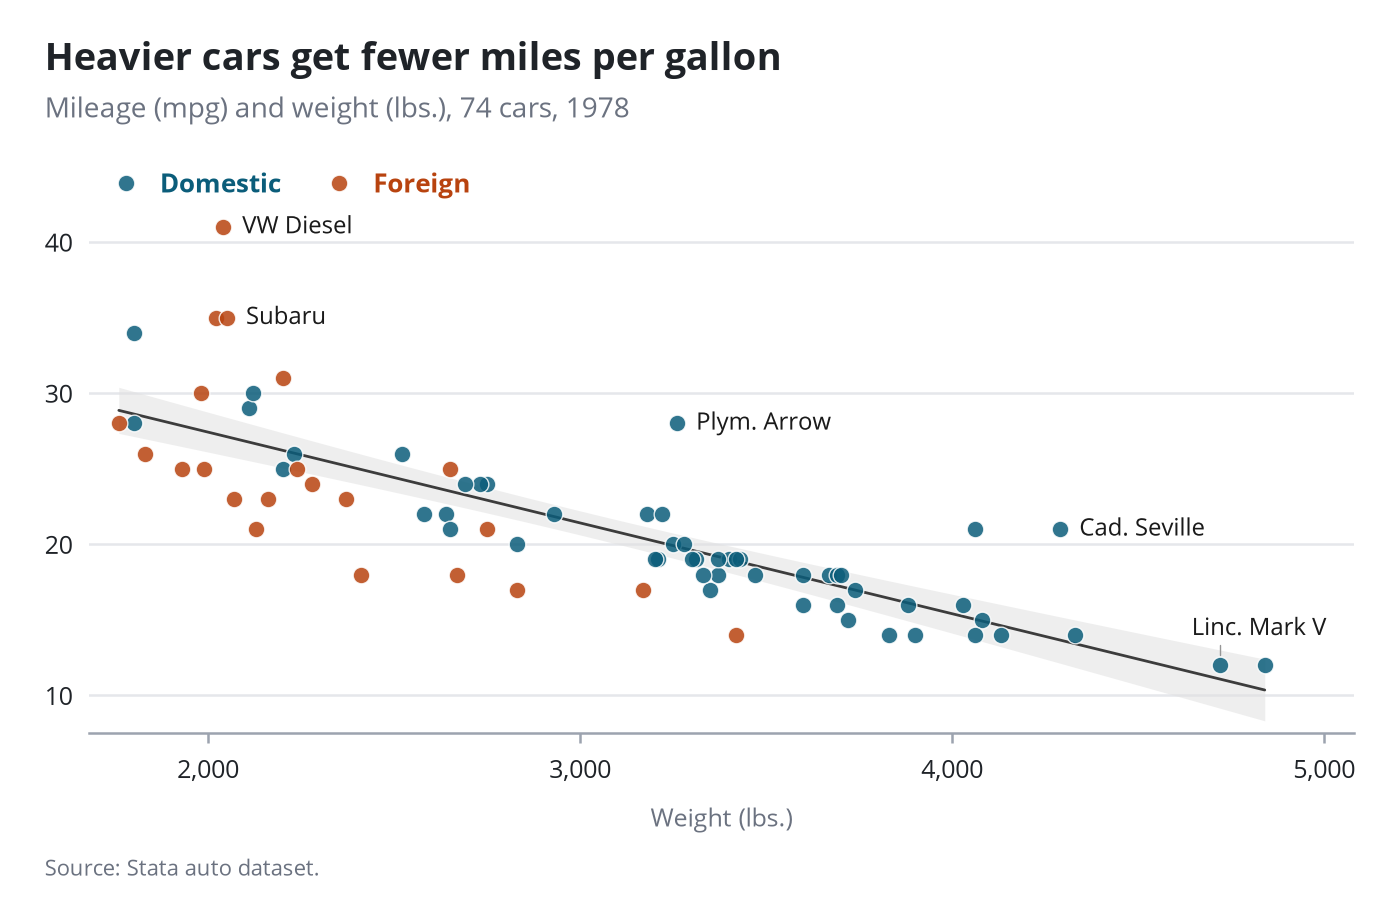 Heavier cars get fewer miles per gallon
Mileage (mpg) and weight (lbs.), 74 cars, 1978
Domestic Foreign
VW Diesel
40
Subaru
30
Plym. Arrow
Cad. Seville
20
Linc. Mark V
10
2,000 3,000 4,000 5,000
Weight (lbs.)
Source: Stata auto dataset.